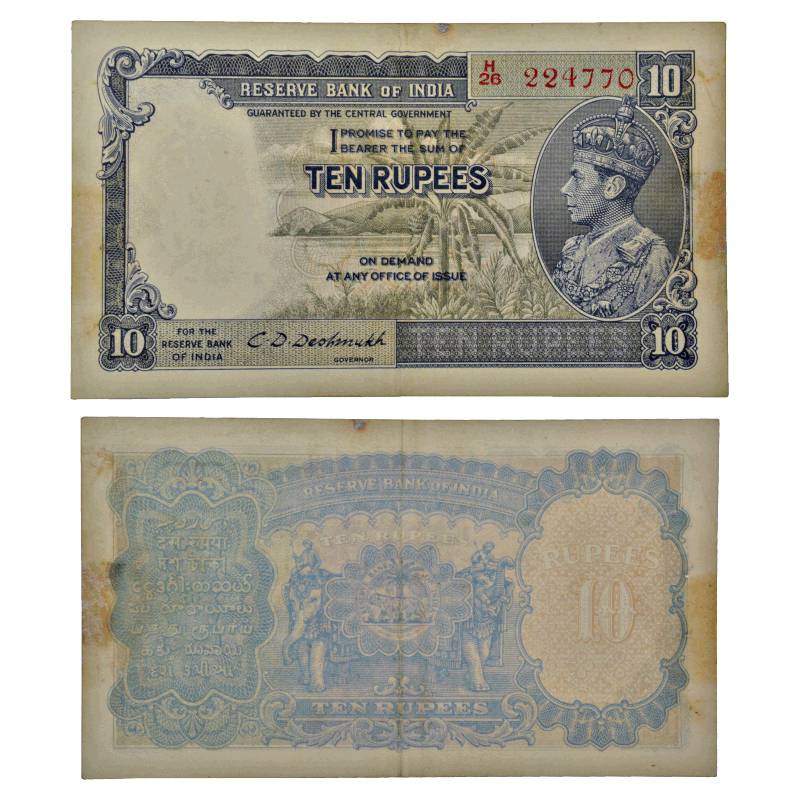 H
26 224770 10
RESERVE BANK OF INDIA
GUARANTEED BY THE CENTRAL GOVERNMENT
I PROMISE TO PAY THE
BEARER THE SUM OF
TEN RUPEES
ON DEMAND
AT ANY OFFICE OF ISSUE
10 FOR THE
RESERVE BANK
OF INDIA
C. D. Deshmukh
GOVERNOR
TEN RUPEES 10
RESERVE BANK OF INDIA
TEN RUPEES
दस रुपया
RUPEES
10
TEN RUPEES